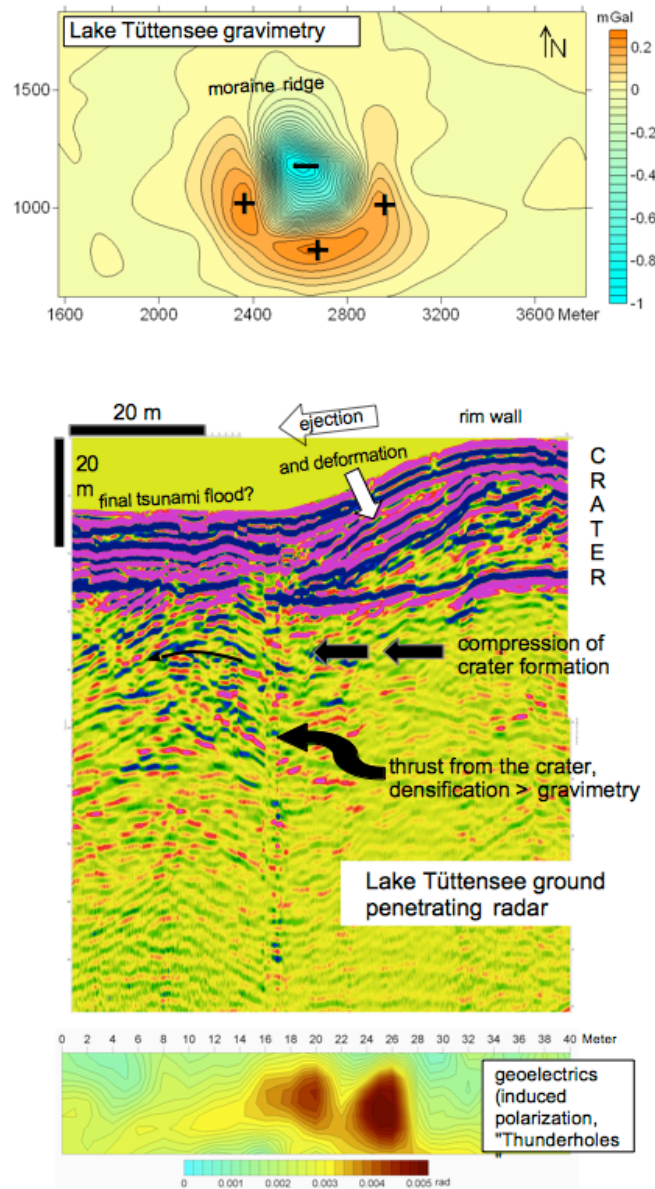 Lake Tüttensee gravimetry
N
mGal
moraine ridge
1500
1000
1600
2000
2400
2800
3200
3600 Meter
0.2
0
-0.2
-0.4
-0.6
-0.8
-1
20 m
ejection
rim wall
20
m
and deformation
final tsunami flood?
C
R
A
T
E
R
compression of
crater formation
thrust from the crater,
densification > gravimetry
Lake Tüttensee ground
penetrating radar
0 2 4 6 8 10 12 14 16 18 20 22 24 26 28 30 32 34 36 38 40 Meter
geoelectrics
(induced
polarization,
"Thunderholes
"
0 0.001 0.002 0.003 0.004 0.005 rad